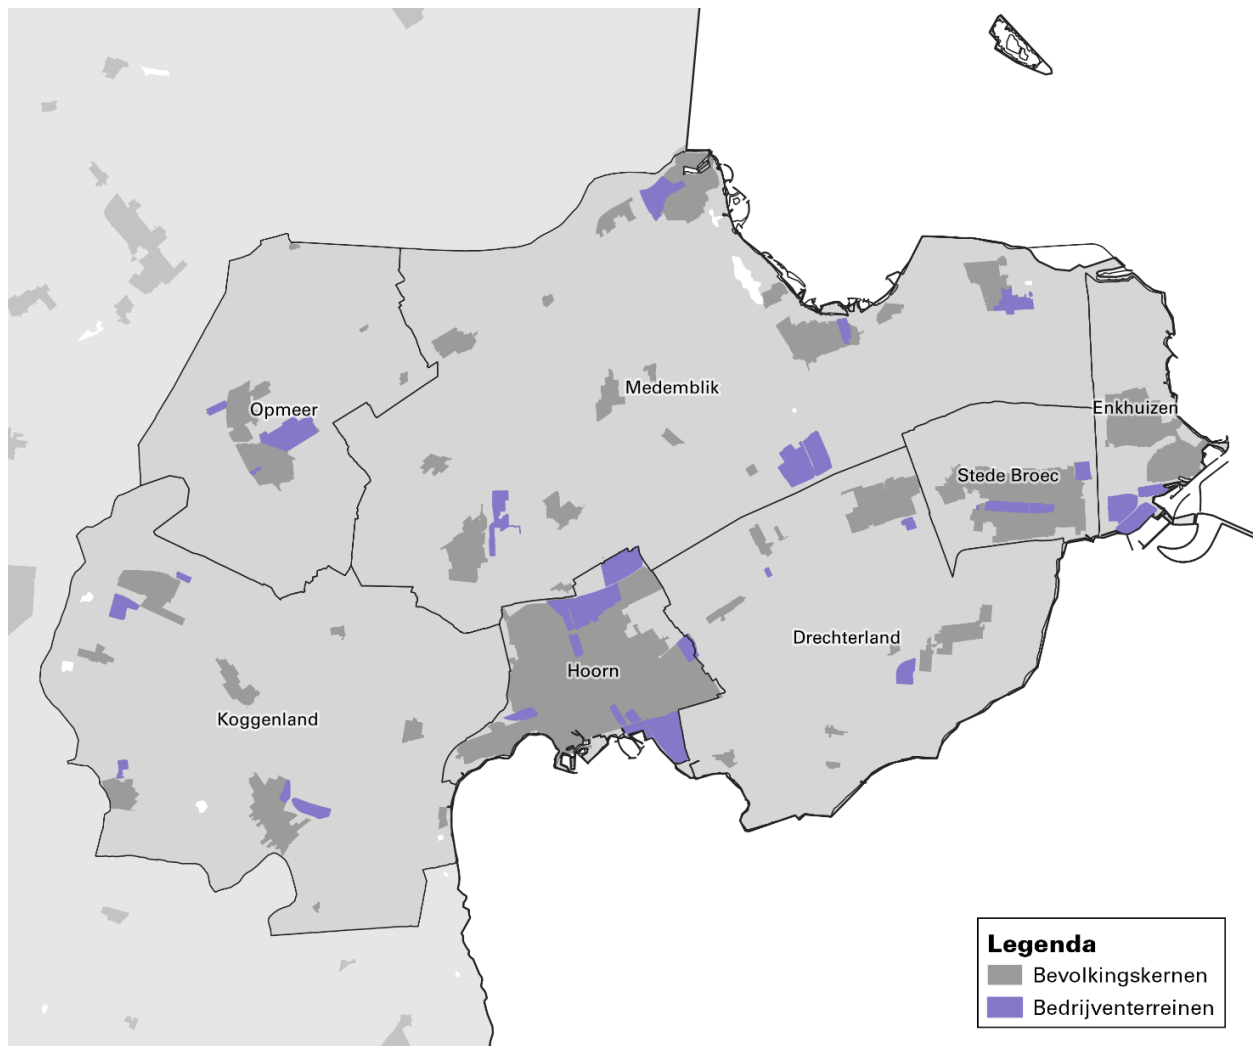 Medemblik
Opmeer
Enkhuizen
Stede Broec
Drechterland
Hoorn
Koggenland
Legenda
Bevolkingskernen
Bedrijventerreinen